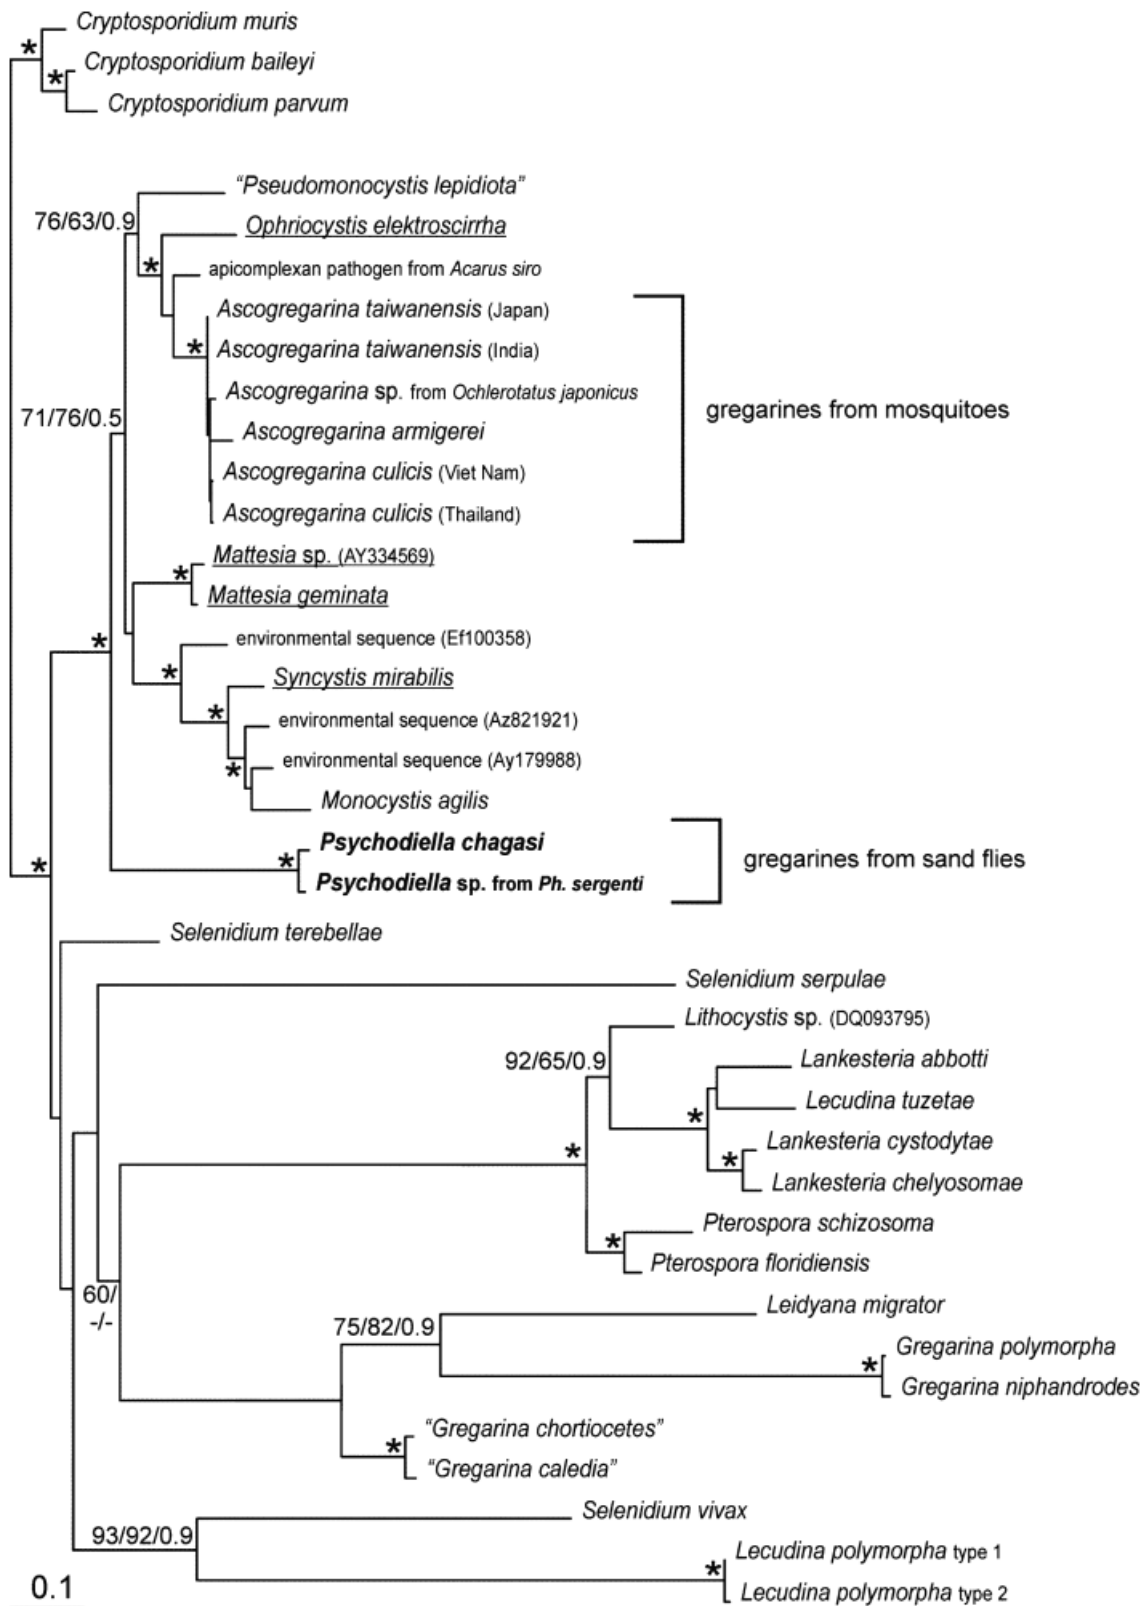 Cryptosporidium muris
*
Cryptosporidium baileyi
*
Cryptosporidium parvum
“Pseudomonocystis lepidiota”
76/63/0.9
Ophriocystis elektroscirrha
*
apicomplexan pathogen from Acarus siro
Ascogregarina taiwanensis (Japan)
*
Ascogregarina taiwanensis (India)
Ascogregarina sp. from Ochlerotatus japonicus
gregarines from mosquitoes
71/76/0.5
Ascogregarina armigerei
Ascogregarina culicis (Viet Nam)
Ascogregarina culicis (Thailand)
Mattesia sp. (AY334569)
*
Mattesia geminata
*
environmental sequence (Ef100358)
*
Syncystis mirabilis
*
environmental sequence (Az821921)
environmental sequence (Ay179988)
*
Monocystis agilis
Psychodiella chagasi
*
gregarines from sand flies
*
Psychodiella sp. from Ph. sergenti
Selenidium terebellae
Selenidium serpulae
Lithocystis sp. (DQ093795)
92/65/0.9
Lankesteria abbotti
Lecudina tuzetae
*
Lankesteria cystodytae
*
*
Lankesteria chelyosomae
Pterospora schizosoma
*
Pterospora floridiensis
60/
-/-
Leidyana migrator
75/82/0.9
Gregarina polymorpha
*
Gregarina niphandrodes
“Gregarina chortiocetes”
*
“Gregarina caledia”
Selenidium vivax
93/92/0.9
Lecudina polymorpha type 1
*
Lecudina polymorpha type 2
0.1